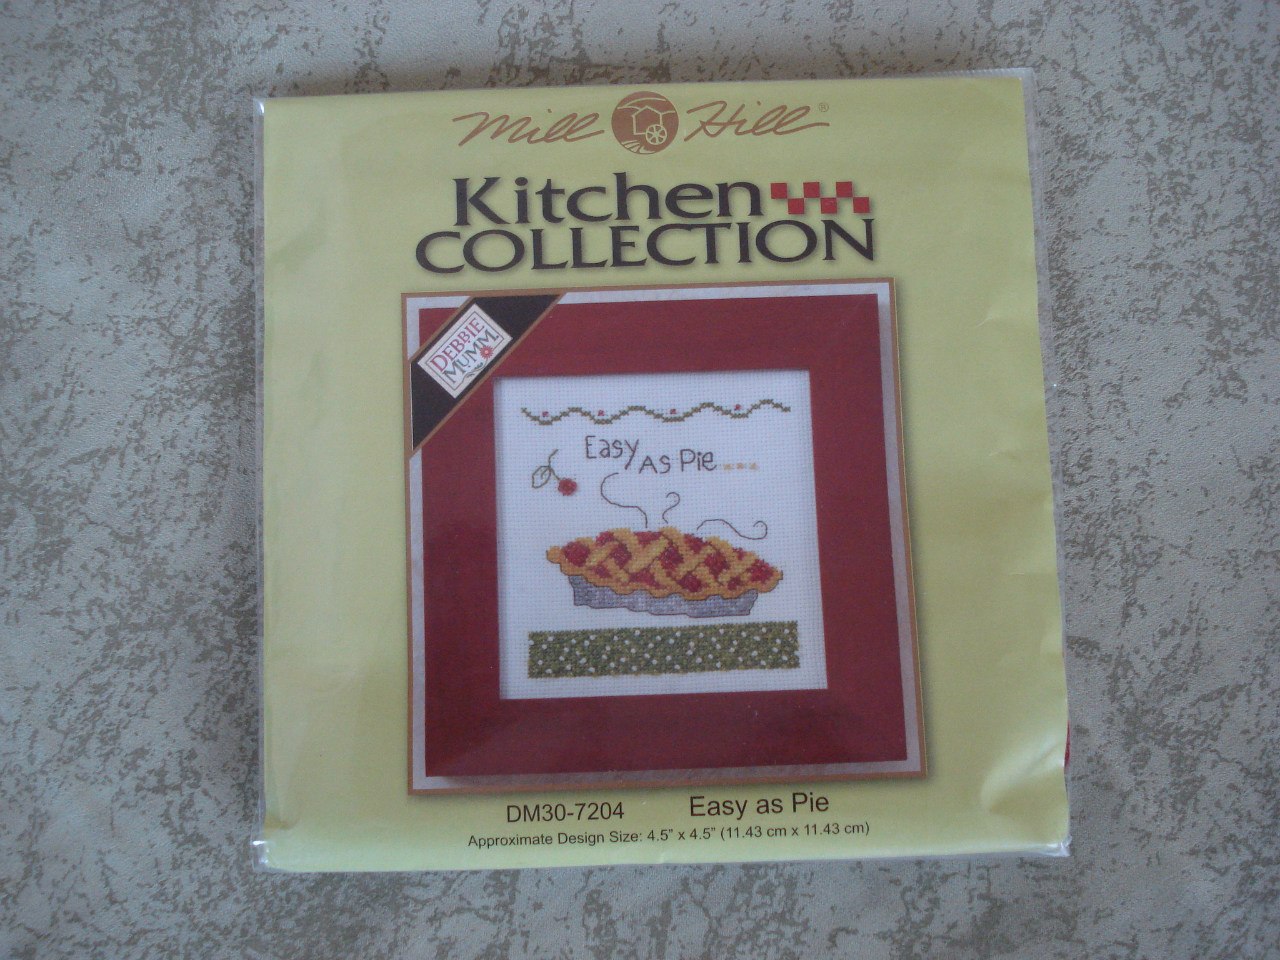 Mill Hill®
Kitchen
COLLECTION
DEBBIE
MUMM
Easy
As Pie
DM30-7204 Easy as Pie
Approximate Design Size: 4.5" x 4.5" (11.43 cm x 11.43 cm)